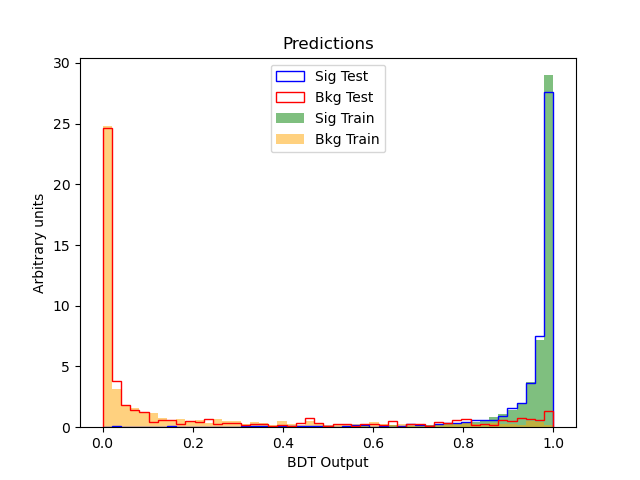 Predictions
Sig Test
Bkg Test
Sig Train
Bkg Train
30
25
20
15
10
5
0
Arbitrary units
0.0 0.2 0.4 0.6 0.8 1.0
BDT Output